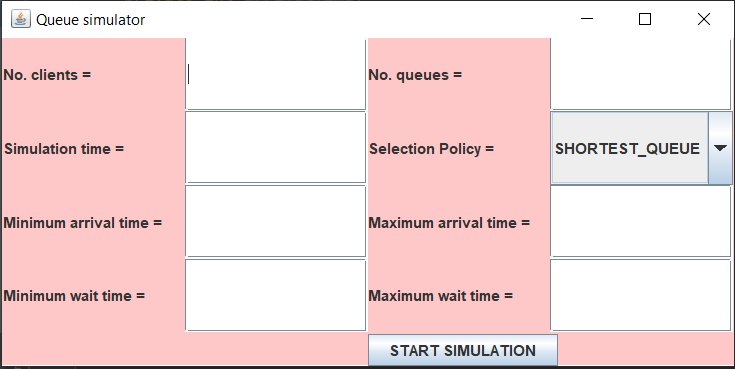 Queue simulator
No. clients =
No. queues =
Simulation time =
Selection Policy =
SHORTEST_QUEUE
Minimum arrival time =
Maximum arrival time =
Minimum wait time =
Maximum wait time =
START SIMULATION